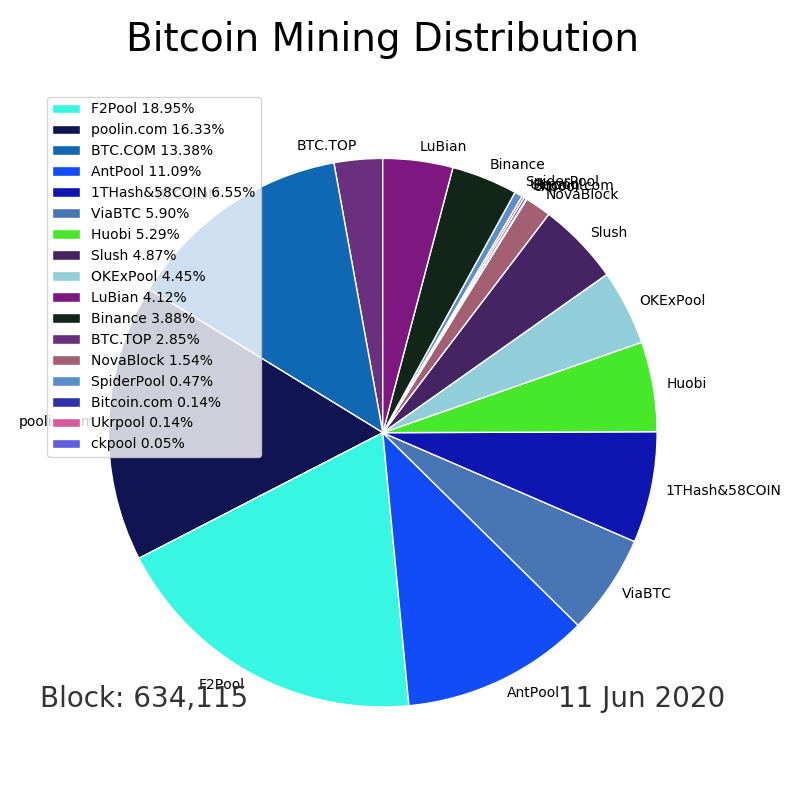 Bitcoin Mining Distribution
F2Pool 18.95%
poolin.com 16.33%
BTC.COM 13.38%
AntPool 11.09%
1THash&58COIN 6.55%
ViaBTC 5.90%
Huobi 5.29%
Slush 4.87%
OKExPool 4.45%
LuBian 4.12%
Binance 3.88%
BTC.TOP 2.85%
NovaBlock 1.54%
SpiderPool 0.47%
Bitcoin.com 0.14%
Ukrpool 0.14%
ckpool 0.05%
BTC.TOP
LuBian
Binance
SpiderPool
NovaBlock
Slush
OKExPool
Huobi
1THash&58COIN
ViaBTC
AntPool
F2Pool
Block: 634,115
11 Jun 2020